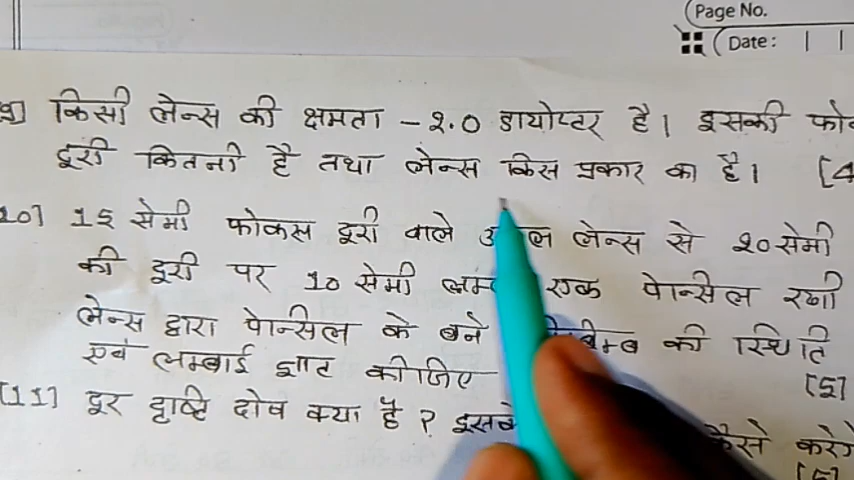 Page No.
Date:
9] किसी लेन्स की क्षमता -2.0 डायोप्टर है। इसकी
दूरी कितनी है तथा लेन्स किस प्रकार का है। [4
10] 15 सेमी फोकस दूरी वाले लेन्स से 20 सेमी
की दूरी पर 10 सेमी एक पेन्सिल रखी
लेन्स द्वारा पेन्सिल के बने की स्थिति
एवं लम्बाई ज्ञात कीजिए [5]
[11] दूर दृष्टि दोष क्या है ? कैसे करेगे